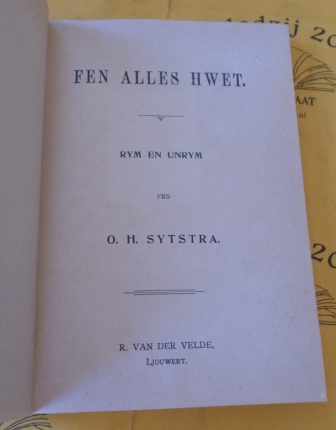 FEN ALLES HWET.
RYM EN UNRYM
FEN
O. H. SYTSTRA.
R. VAN DER VELDE,
LJOUWERT.